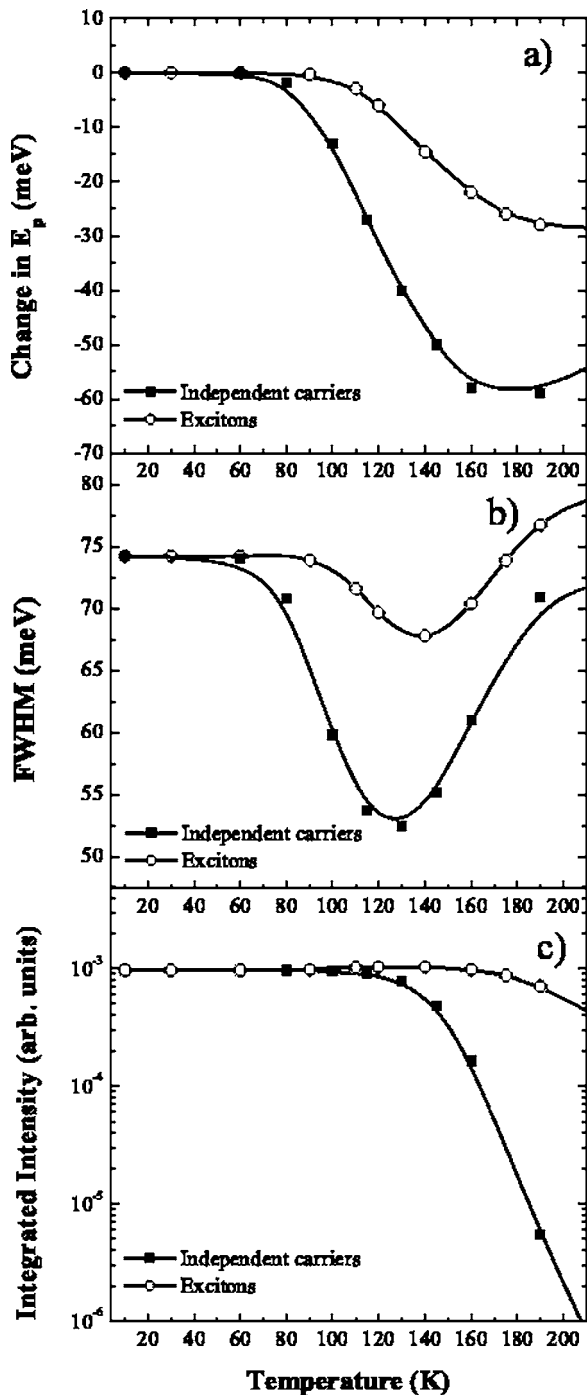 10
0
-10
-20
-30
-40
-50
-60
-70
Change in E_p (meV)
a)
Independent carriers
Excitons
20 40 60 80 100 120 140 160 180 200
80
75
70
65
60
55
50
FWHM (meV)
b)
Independent carriers
Excitons
20 40 60 80 100 120 140 160 180 200
10^-3
10^-4
10^-5
10^-6
Integrated Intensity (arb. units)
c)
Independent carriers
Excitons
20 40 60 80 100 120 140 160 180 200
Temperature (K)